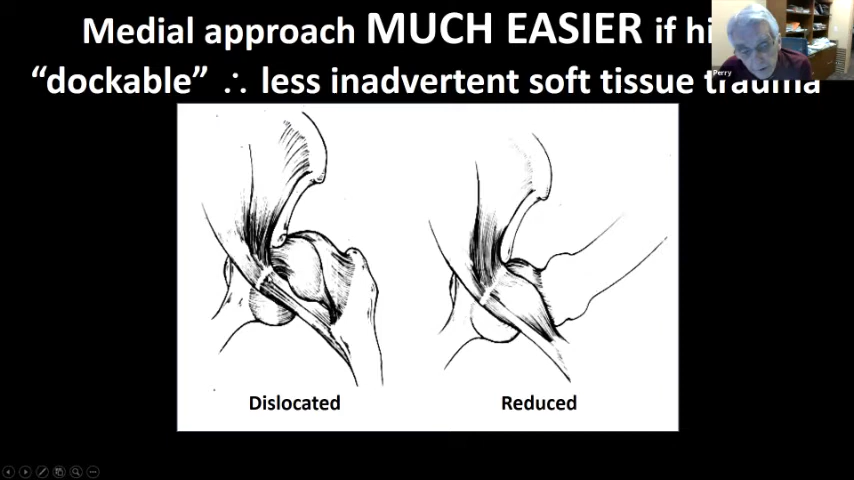 Medial approach MUCH EASIER if
“dockable” ∴ less inadvertent soft tissue trauma
Perry
Dislocated
Reduced